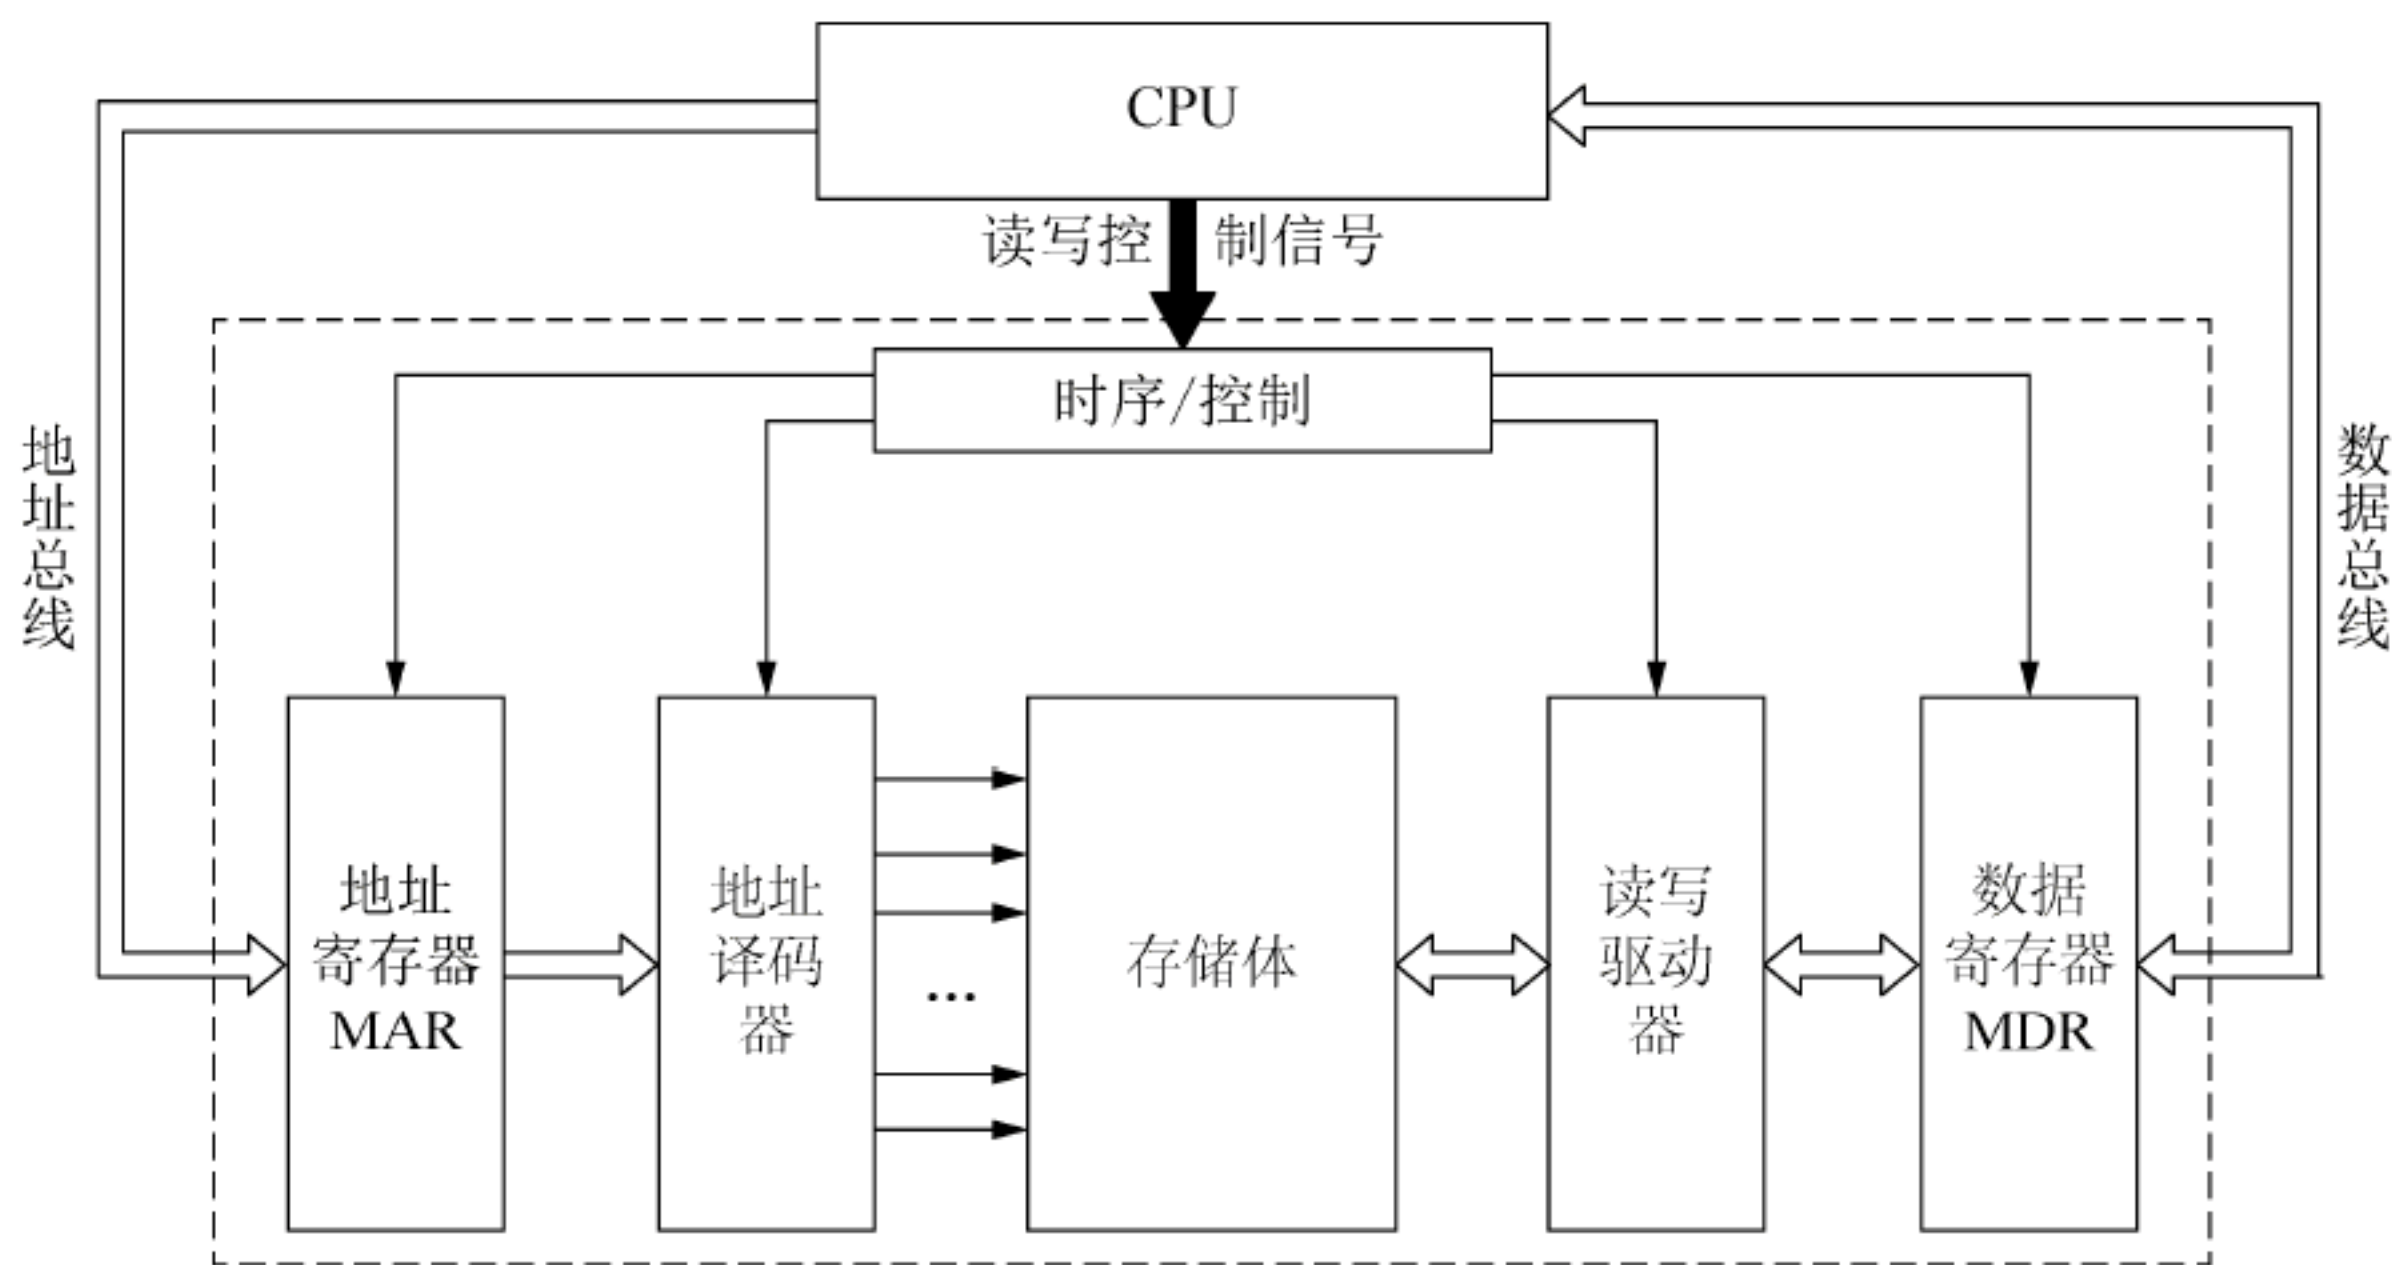 CPU
读写控制信号
时序/控制
地址总线
数据总线
地址
寄存器
MAR
地址
译码
器
...
存储体
读写
驱动
器
数据
寄存器
MDR